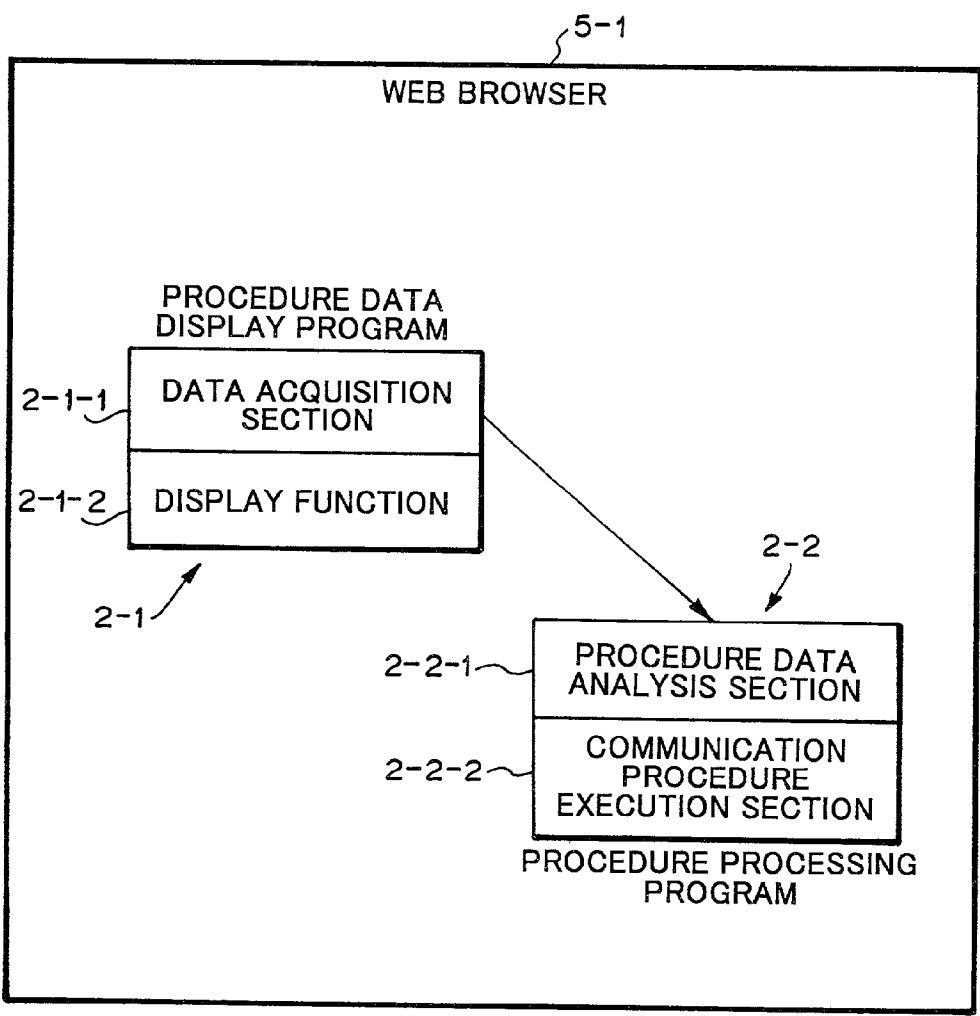 5-1
WEB BROWSER
PROCEDURE DATA
DISPLAY PROGRAM
2-1-1
DATA ACQUISITION
SECTION
2-1-2
DISPLAY FUNCTION
2-1
2-2
2-2-1
PROCEDURE DATA
ANALYSIS SECTION
2-2-2
COMMUNICATION
PROCEDURE
EXECUTION SECTION
PROCEDURE PROCESSING
PROGRAM